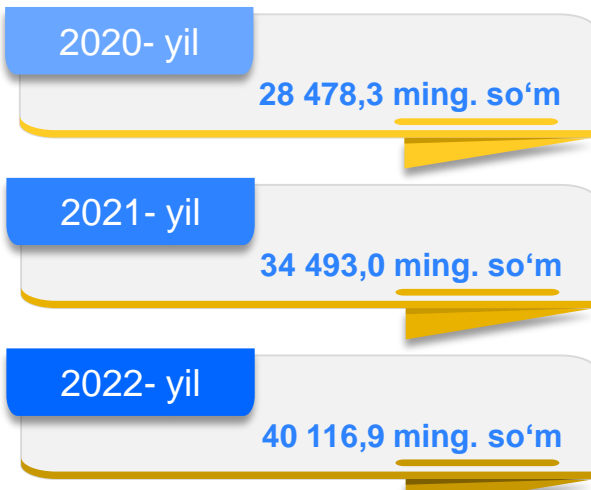 2020- yil
28 478,3 ming. so‘m
2021- yil
34 493,0 ming. so‘m
2022- yil
40 116,9 ming. so‘m